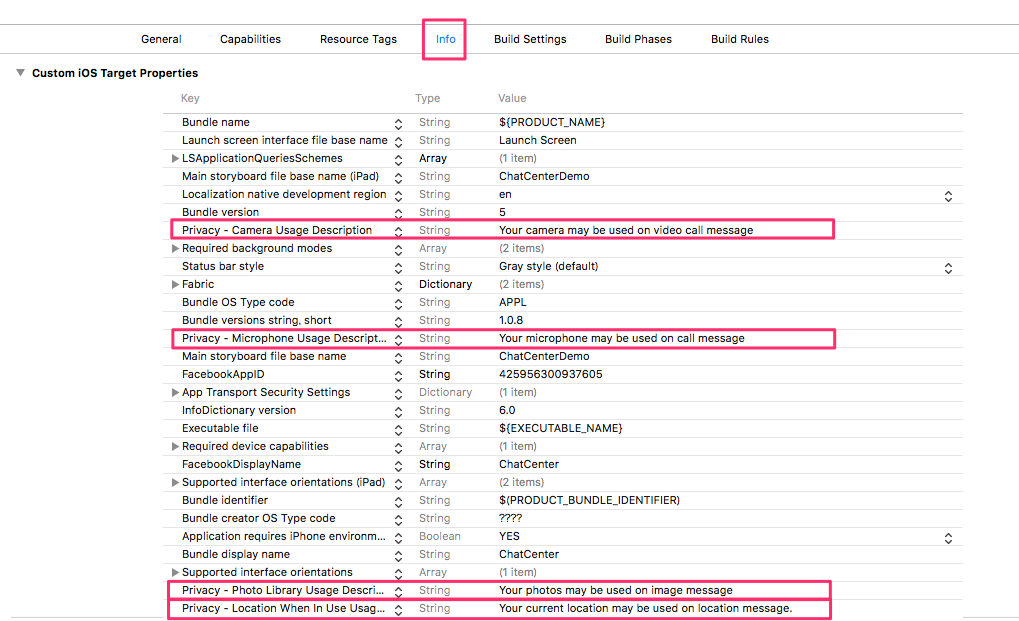 General Capabilities Resource Tags Info Build Settings Build Phases Build Rules
Custom iOS Target Properties
Key Type Value
Bundle name String ${PRODUCT_NAME}
Launch screen interface file base name String Launch Screen
LSApplicationQueriesSchemes Array (1 item)
Main storyboard file base name (iPad) String ChatCenterDemo
Localization native development region String en
Bundle version String 5
Privacy - Camera Usage Description String Your camera may be used on video call message
Required background modes Array (2 items)
Status bar style String Gray style (default)
Fabric Dictionary (2 items)
Bundle OS Type code String APPL
Bundle versions string, short String 1.0.8
Privacy - Microphone Usage Descript... String Your microphone may be used on call message
Main storyboard file base name String ChatCenterDemo
FacebookAppID String 425956300937605
App Transport Security Settings Dictionary (1 item)
InfoDictionary version String 6.0
Executable file String ${EXECUTABLE_NAME}
Required device capabilities Array (1 item)
FacebookDisplayName String ChatCenter
Supported interface orientations (iPad) Array (2 items)
Bundle identifier String $(PRODUCT_BUNDLE_IDENTIFIER)
Bundle creator OS Type code String ????
Application requires iPhone environm... Boolean YES
Bundle display name String ChatCenter
Supported interface orientations Array (1 item)
Privacy - Photo Library Usage Descri... String Your photos may be used on image message
Privacy - Location When In Use Usag... String Your current location may be used on location message.